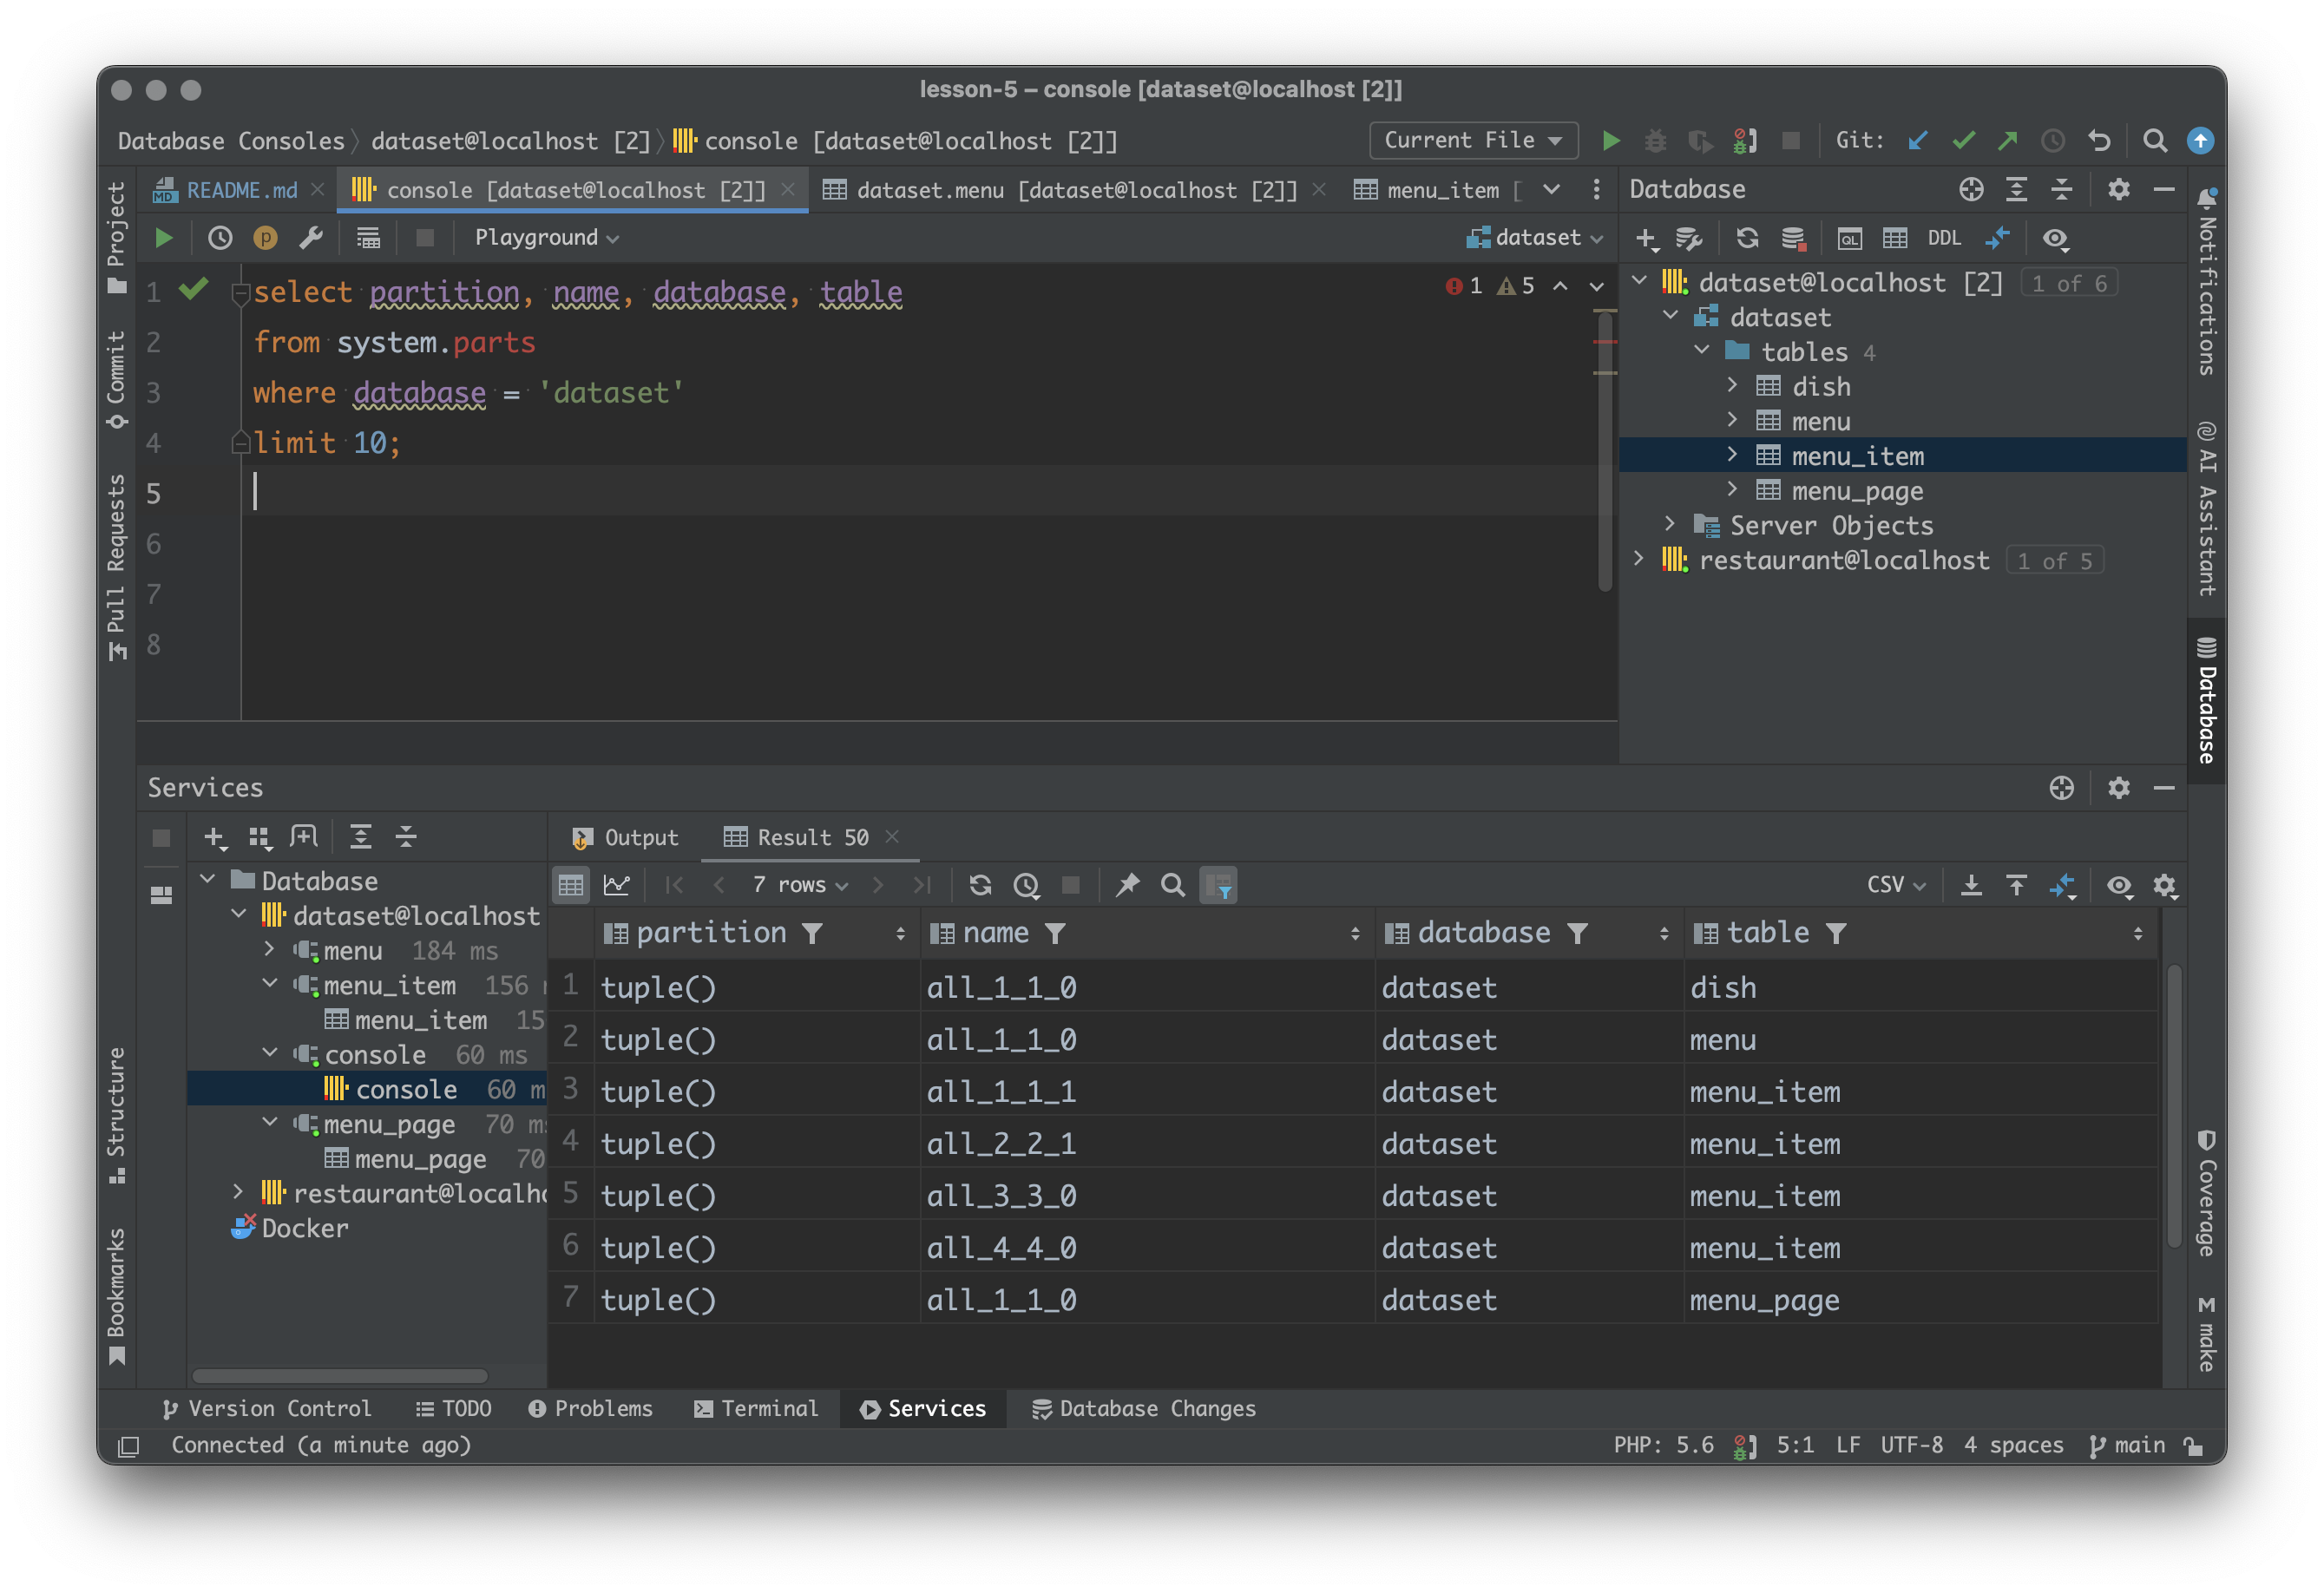 lesson-5 – console [dataset@localhost [2]]
Database Consoles dataset@localhost [2] console [dataset@localhost [2]] Current File Git:
README.md console [dataset@localhost [2]] dataset.menu [dataset@localhost [2]] menu_item [ Database
Playground dataset DDL
1 select partition, name, database, table 1 5
2 from system.parts
3 where database = 'dataset'
4 limit 10;
5
6
7
8
dataset@localhost [2] 1 of 6
dataset
tables 4
dish
menu
menu_item
menu_page
Server Objects
restaurant@localhost 1 of 5
Project
Commit
Pull Requests
Structure
Bookmarks
Notifications
AI Assistant
Database
Coverage
make
Services
Database
dataset@localhost
menu 184 ms
menu_item 156
menu_item 15
console 60 ms
console 60 m
menu_page 70 m
menu_page 70
restaurant@localh
Docker
Output Result 50
7 rows CSV
partition name database table
1 tuple() all_1_1_0 dataset dish
2 tuple() all_1_1_0 dataset menu
3 tuple() all_1_1_1 dataset menu_item
4 tuple() all_2_2_1 dataset menu_item
5 tuple() all_3_3_0 dataset menu_item
6 tuple() all_4_4_0 dataset menu_item
7 tuple() all_1_1_0 dataset menu_page
Version Control TODO Problems Terminal Services Database Changes
Connected (a minute ago) PHP: 5.6 5:1 LF UTF-8 4 spaces main